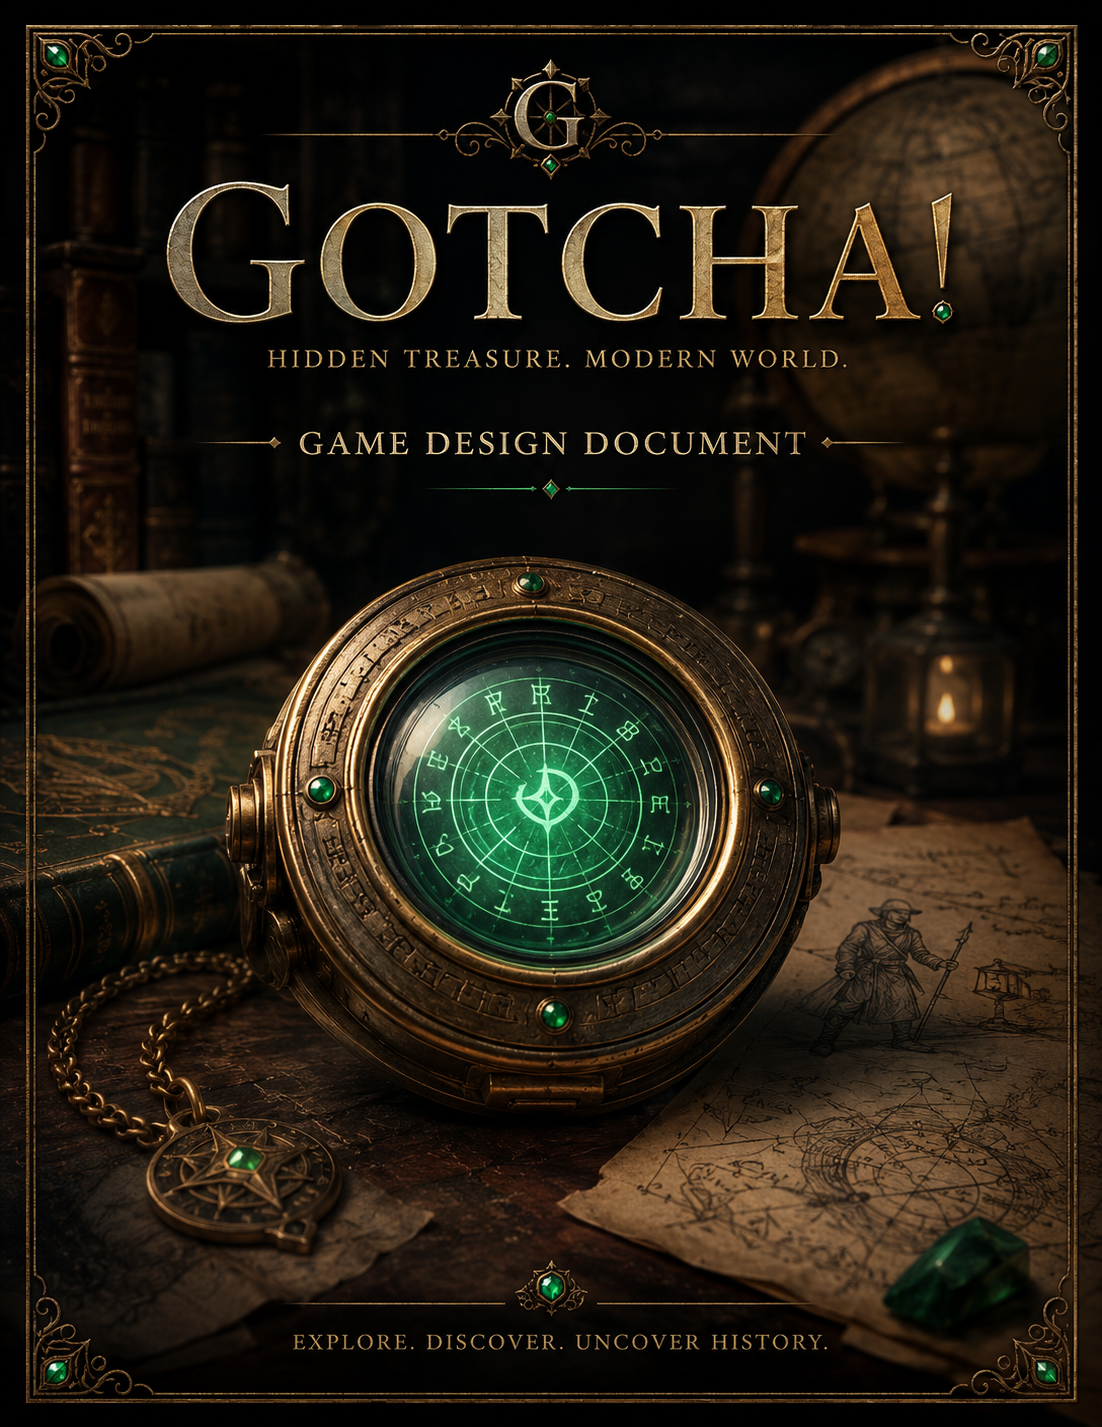 G
GOTCHA!
HIDDEN TREASURE. MODERN WORLD.
GAME DESIGN DOCUMENT
EXPLORE. DISCOVER. UNCOVER HISTORY.